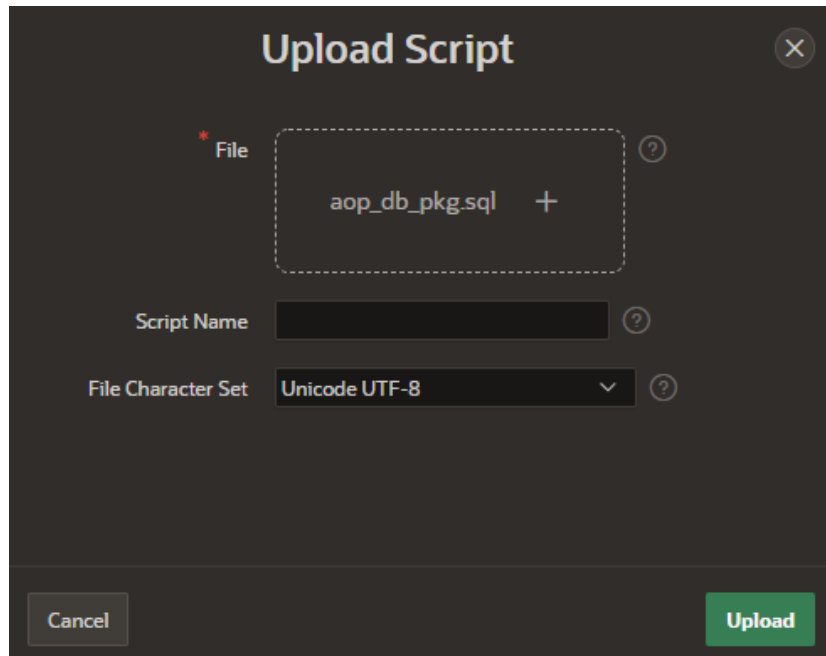 Upload Script
* File
aop_db_pkg.sql +
?
Script Name
?
File Character Set Unicode UTF-8
?
Cancel
Upload